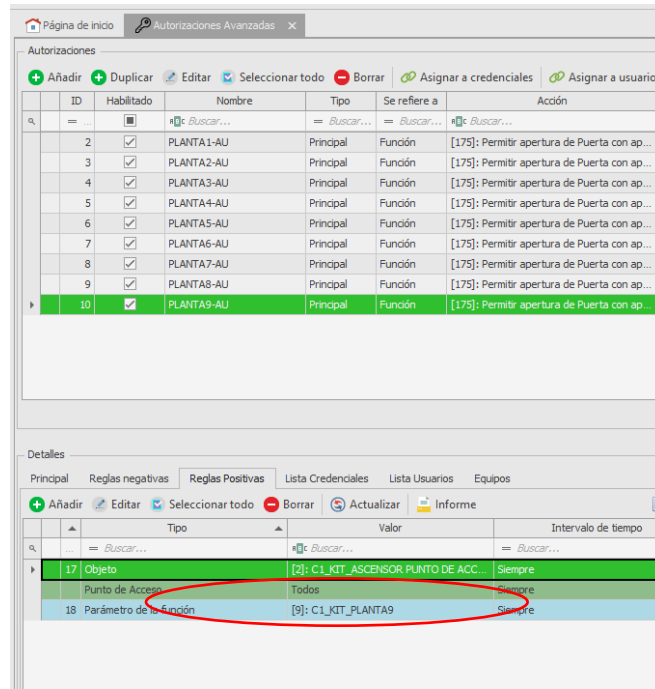 Página de inicio Autorizaciones Avanzadas ×
Autorizaciones
Añadir Duplicar Editar Seleccionar todo Borrar Asignar a credenciales Asignar a usuario
ID Habilitado Nombre Tipo Se refiere a Acción
= ... Buscar... = Buscar... = Buscar... Buscar...
2 PLANTA1-AU Principal Función [175]: Permitir apertura de Puerta con ap...
3 PLANTA2-AU Principal Función [175]: Permitir apertura de Puerta con ap...
4 PLANTA3-AU Principal Función [175]: Permitir apertura de Puerta con ap...
5 PLANTA4-AU Principal Función [175]: Permitir apertura de Puerta con ap...
6 PLANTA5-AU Principal Función [175]: Permitir apertura de Puerta con ap...
7 PLANTA6-AU Principal Función [175]: Permitir apertura de Puerta con ap...
8 PLANTA7-AU Principal Función [175]: Permitir apertura de Puerta con ap...
9 PLANTA8-AU Principal Función [175]: Permitir apertura de Puerta con ap...
10 PLANTA9-AU Principal Función [175]: Permitir apertura de Puerta con ap...
Detalles
Principal Reglas negativas Reglas Positivas Lista Credenciales Lista Usuarios Equipos
Añadir Editar Seleccionar todo Borrar Actualizar Informe
Tipo Valor Intervalo de tiempo
... = Buscar... Buscar... = Buscar...
17 Objeto [2]: C1_KIT_ASCENSOR PUNTO DE ACC... Siempre
Punto de Acceso Todos Siempre
18 Parámetro de la función [9]: C1_KIT_PLANTA9 Siempre